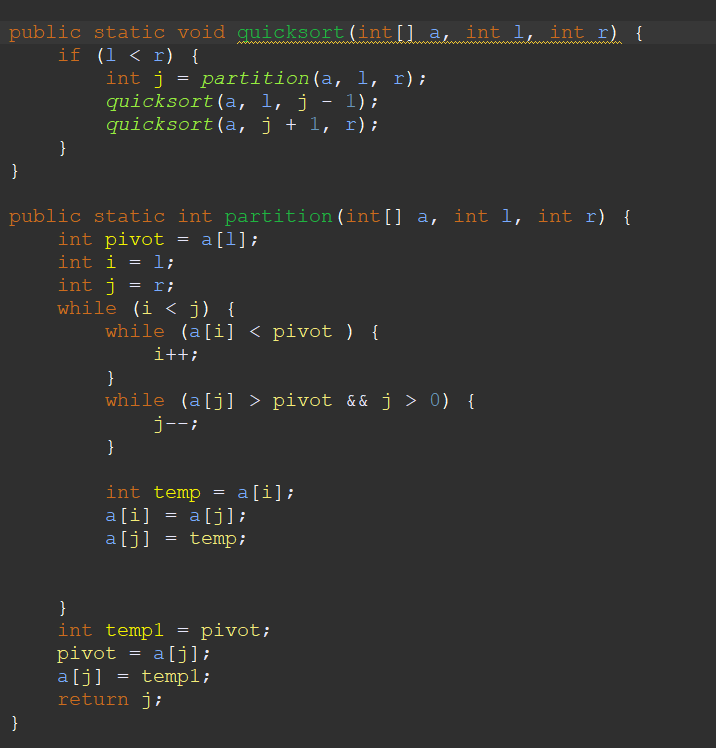 public static void quicksort(int[] a, int l, int r) {
    if (l < r) {
        int j = partition(a, l, r);
        quicksort(a, l, j - 1);
        quicksort(a, j + 1, r);
    }
}

public static int partition(int[] a, int l, int r) {
    int pivot = a[l];
    int i = l;
    int j = r;
    while (i < j) {
        while (a[i] < pivot ) {
            i++;
        }
        while (a[j] > pivot && j > 0) {
            j--;
        }

        int temp = a[i];
        a[i] = a[j];
        a[j] = temp;


    }
    int temp1 = pivot;
    pivot = a[j];
    a[j] = temp1;
    return j;
}